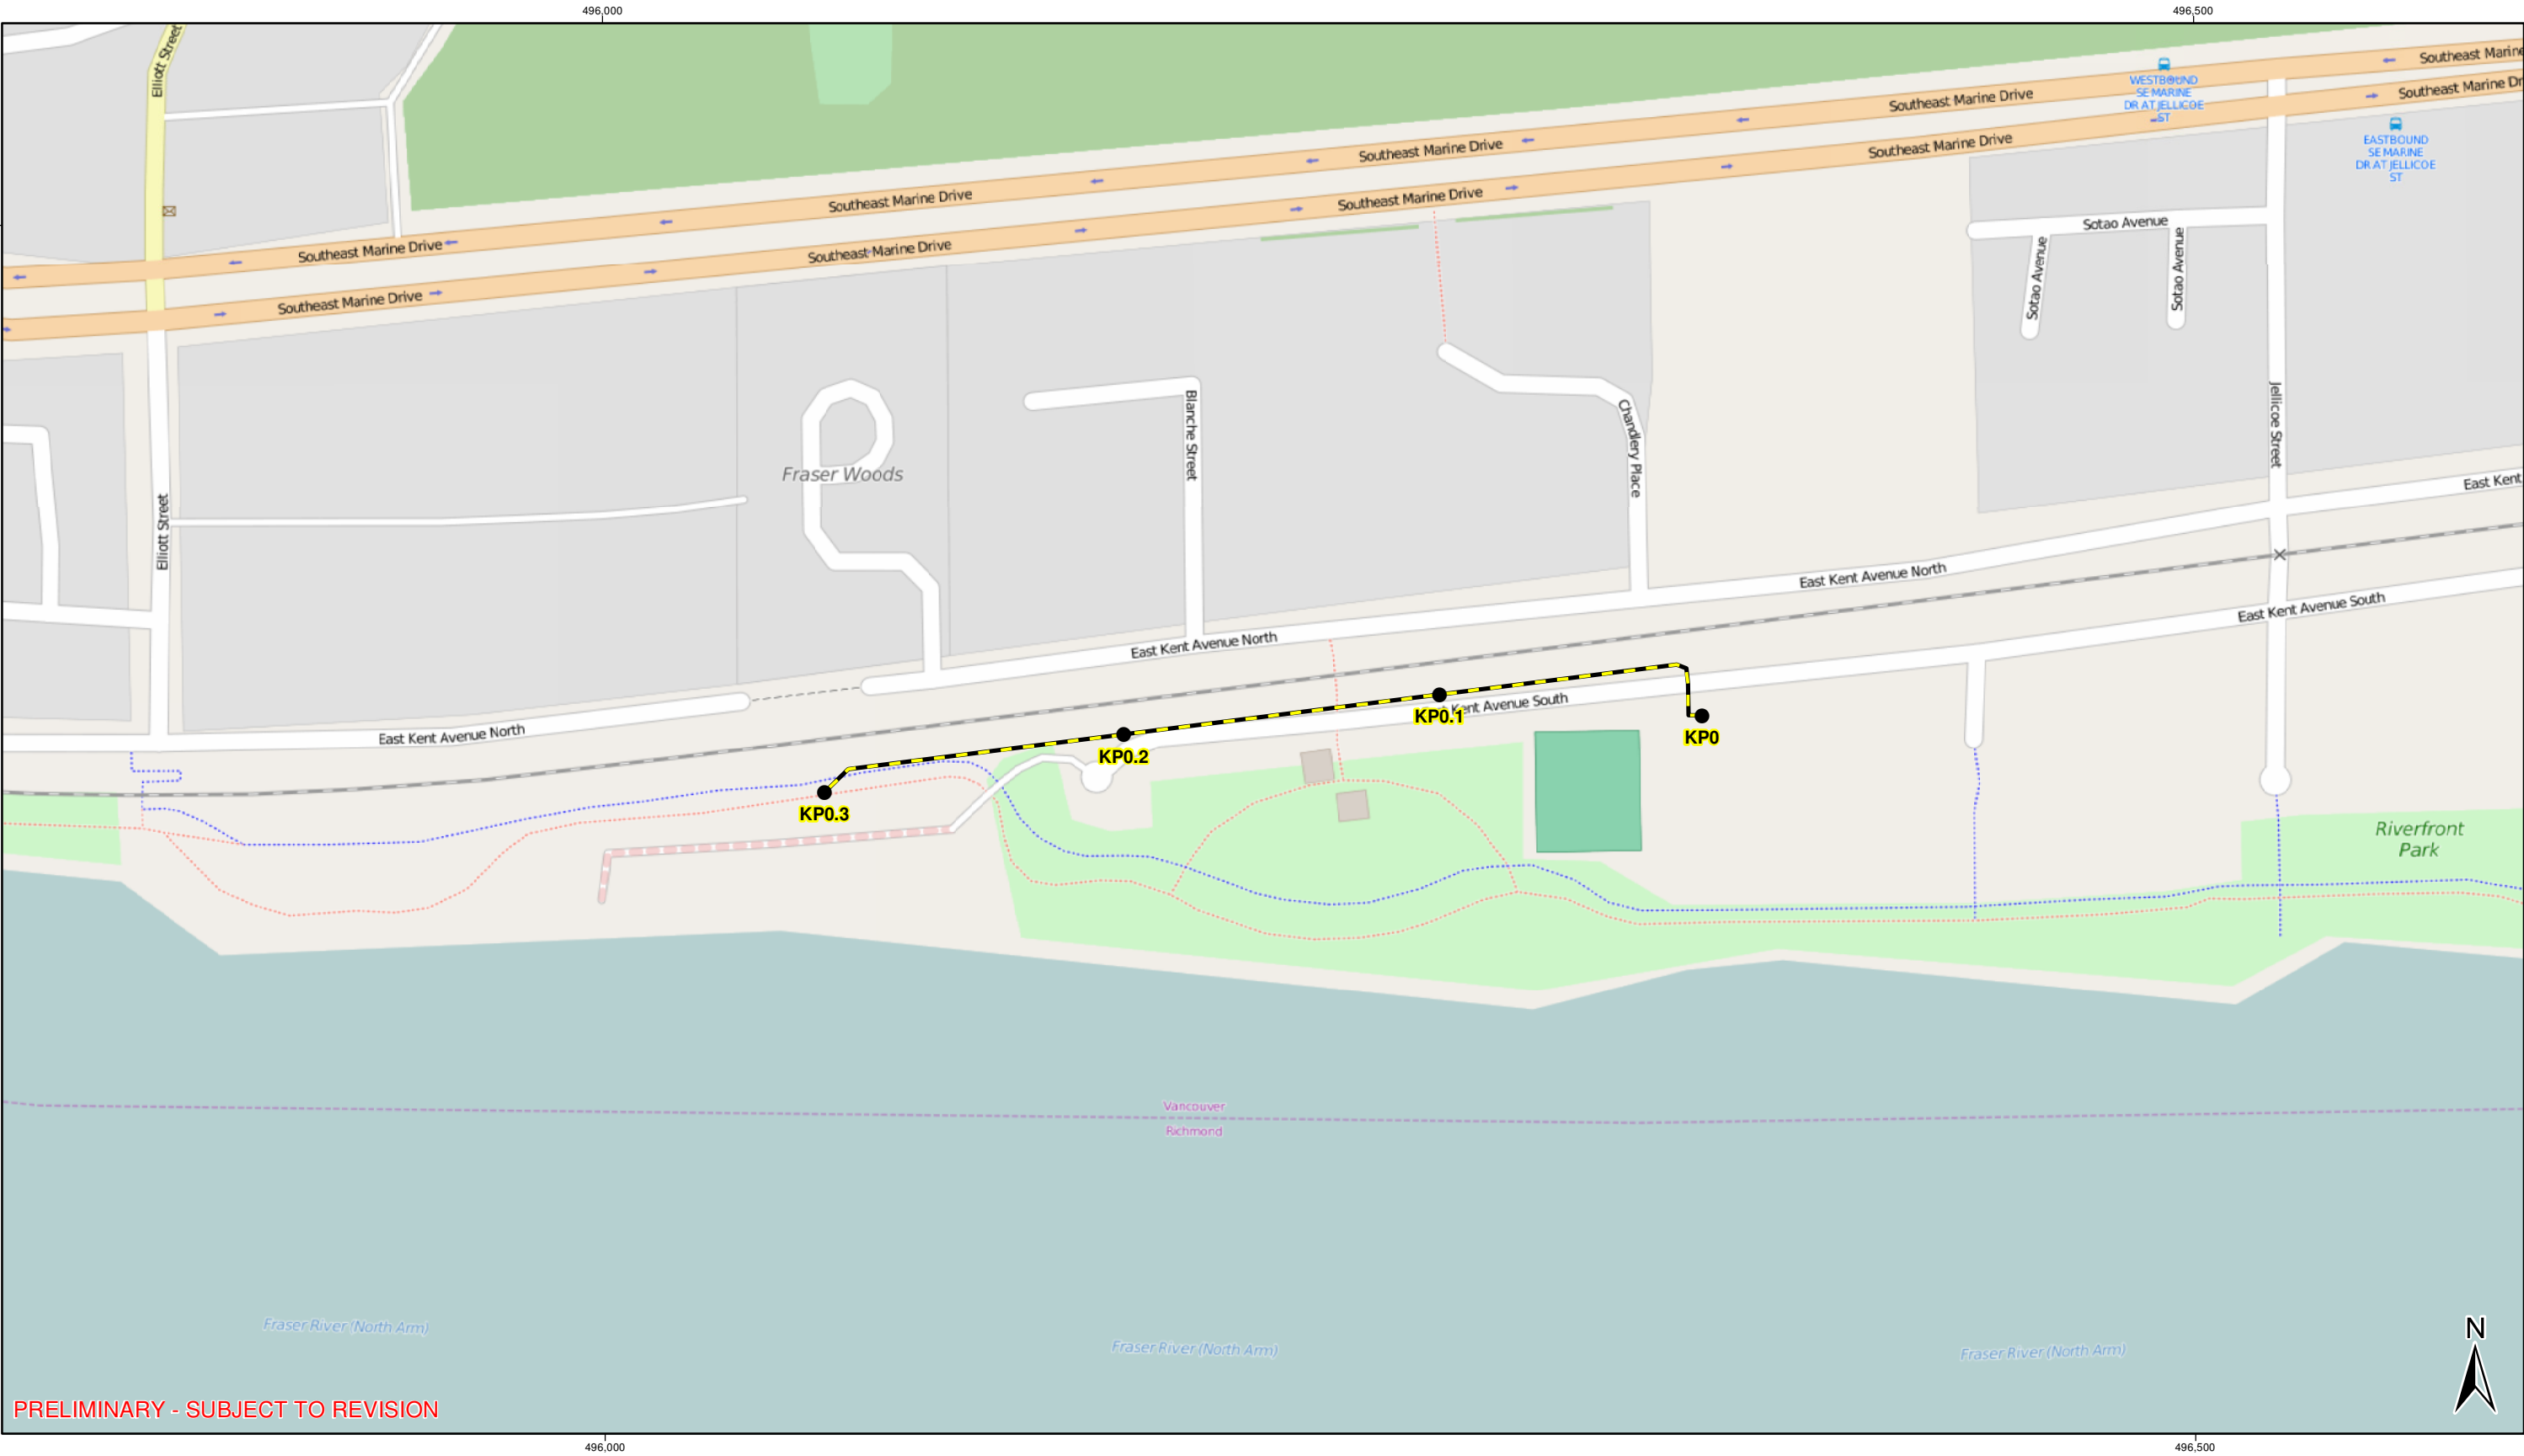 496,000
496,500
Elliott Street
Southeast Marine
Southeast Marine Dr
WESTBOUND
SE MARINE
DR AT JELLICOE
ST
Southeast Marine Drive
Southeast Marine Drive
EASTBOUND
SE MARINE
DR AT JELLICOE
ST
Southeast Marine Drive
Southeast Marine Drive
Southeast Marine Drive
Southeast Marine Drive
Southeast Marine Drive
Southeast Marine Drive
Sotao Avenue
Sotao Avenue
Sotao Avenue
Jellicoe Street
Blanche Street
Chandlery Place
Fraser Woods
Elliott Street
East Kent
East Kent Avenue North
East Kent Avenue South
East Kent Avenue North
East Kent Avenue North
Kent Avenue South
KP0.1
KP0
KP0.2
KP0.3
Riverfront
Park
Vancouver
Richmond
Fraser River (North Arm)
Fraser River (North Arm)
Fraser River (North Arm)
N
PRELIMINARY - SUBJECT TO REVISION
496,000
496,500